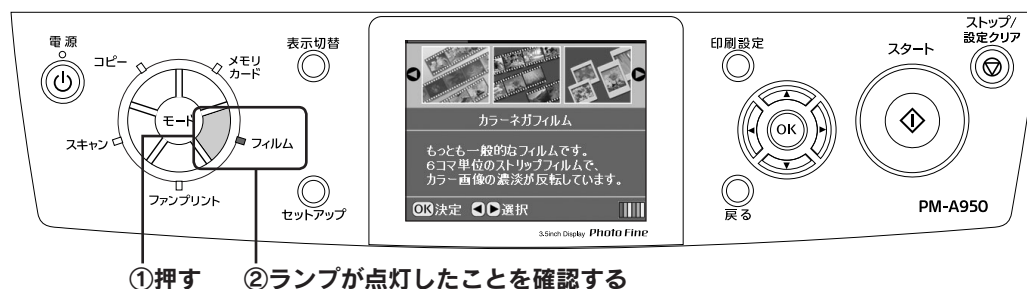 電源
コピー
メモリ
カード
モード
スキャン
フィルム
ファンプリント
表示切替
セットアップ
カラーネガフィルム
もっとも一般的なフィルムです。
6コマ単位のストリップフィルムで、
カラー画像の濃淡が反転しています。
OK決定 選択
3.5inch Display Photo Fine
印刷設定
OK
戻る
スタート
ストップ/
設定クリア
PM-A950
①押す
②ランプが点灯したことを確認する